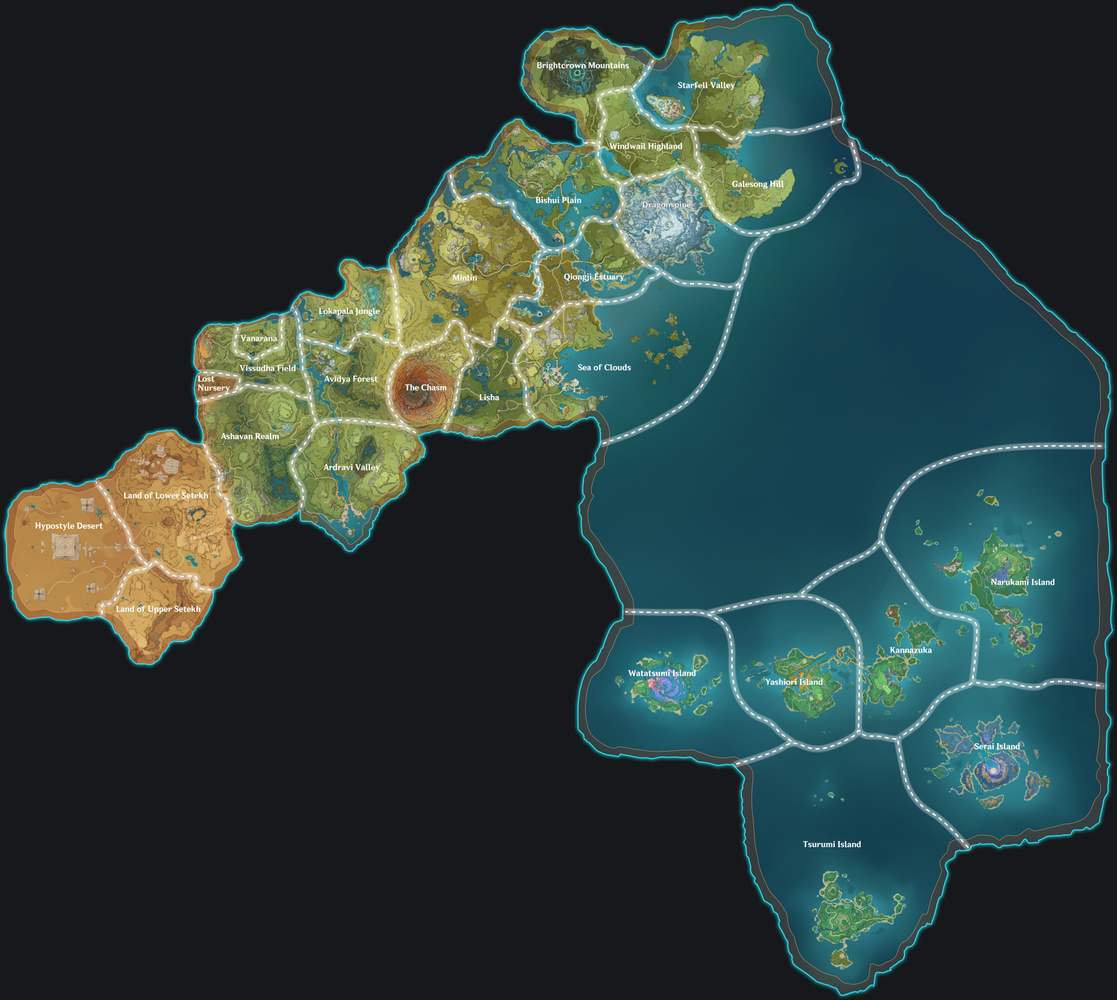 Brightcrown Mountains
Starfell Valley
Windwail Highland
Galesong Hill
Bishui Plain
Dragonspine
Minlin
Qiongji Estuary
Lokapala Jungle
Vanarana
Vissudha Field
Sea of Clouds
Avidya Forest
Lost
Nursery
The Chasm
Lisha
Ashavan Realm
Ardravi Valley
Land of Lower Setekh
Hypostyle Desert
Land of Upper Setekh
Narukami Island
Kannazuka
Watatsumi Island
Yashiori Island
Serai Island
Tsurumi Island